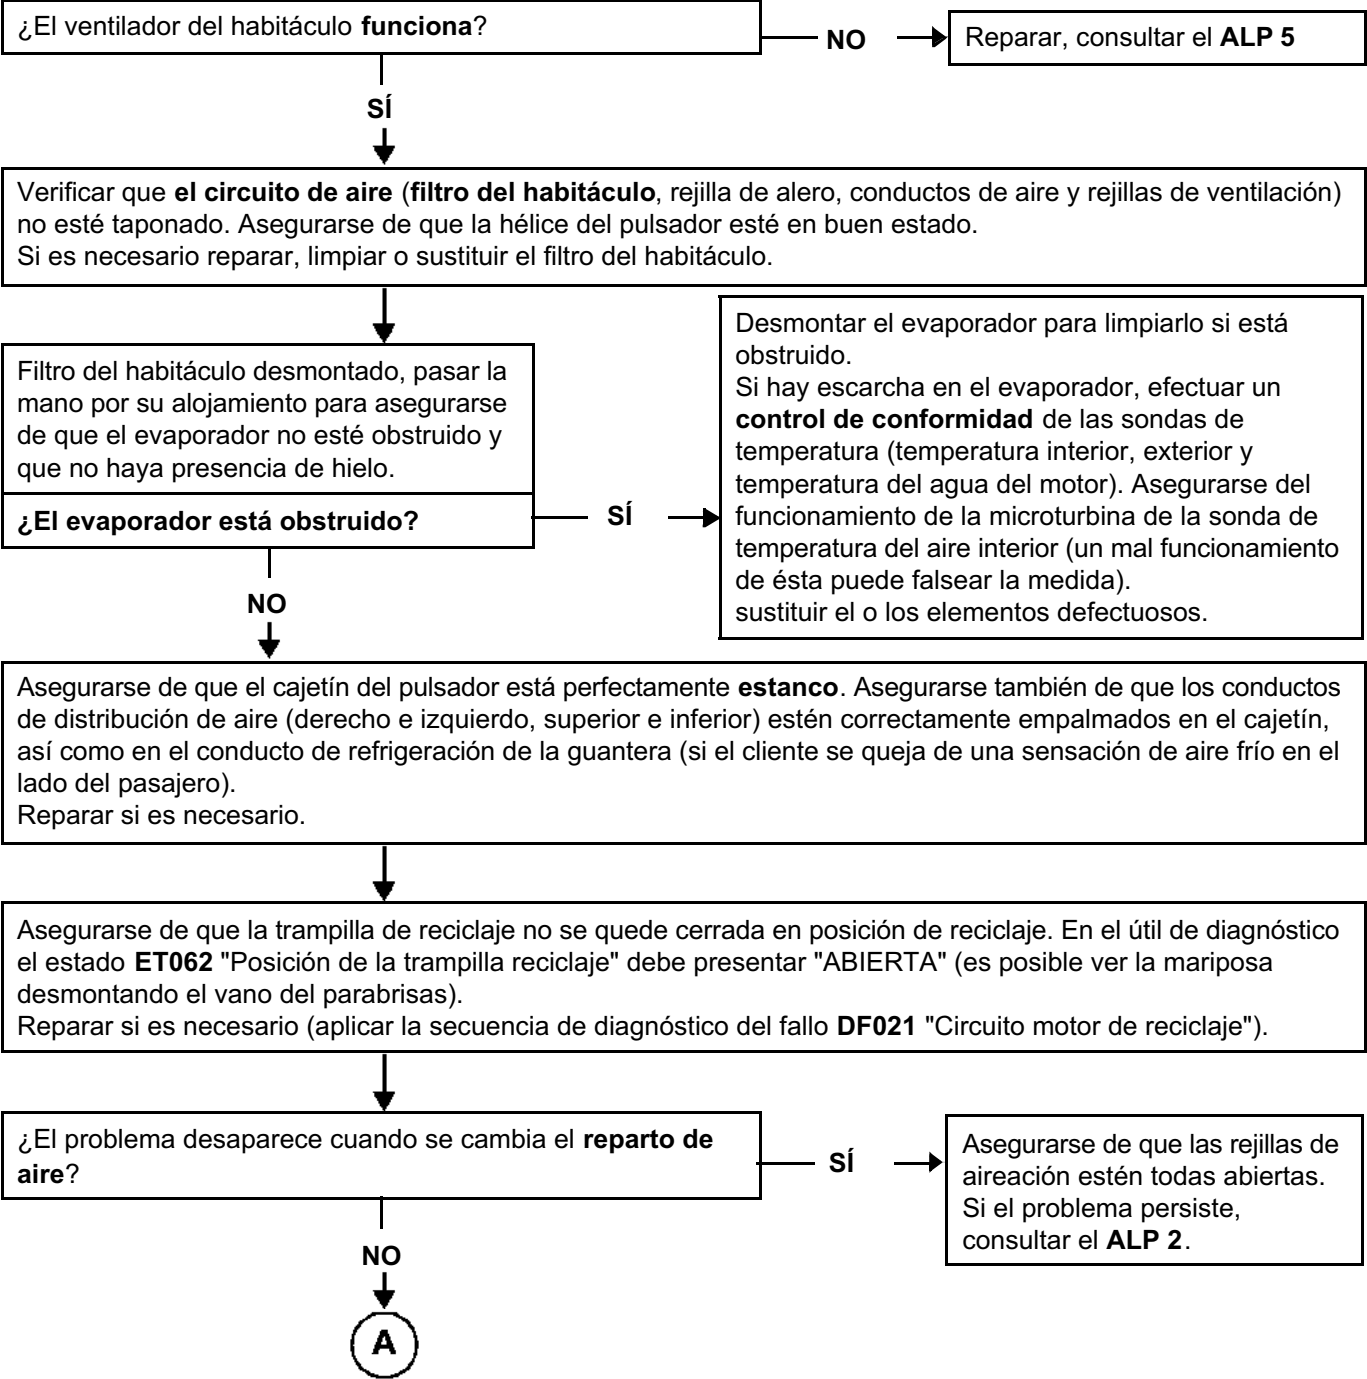 ¿El ventilador del habitáculo funciona?
NO
Reparar, consultar el ALP 5
SÍ
Verificar que el circuito de aire (filtro del habitáculo, rejilla de alero, conductos de aire y rejillas de ventilación)
no esté taponado. Asegurarse de que la hélice del pulsador esté en buen estado.
Si es necesario reparar, limpiar o sustituir el filtro del habitáculo.
Filtro del habitáculo desmontado, pasar la
mano por su alojamiento para asegurarse
de que el evaporador no esté obstruido y
que no haya presencia de hielo.
¿El evaporador está obstruido?
SÍ
Desmontar el evaporador para limpiarlo si está
obstruido.
Si hay escarcha en el evaporador, efectuar un
control de conformidad de las sondas de
temperatura (temperatura interior, exterior y
temperatura del agua del motor). Asegurarse del
funcionamiento de la microturbina de la sonda de
temperatura del aire interior (un mal funcionamiento
de ésta puede falsear la medida).
sustituir el o los elementos defectuosos.
NO
Asegurarse de que el cajetín del pulsador está perfectamente estanco. Asegurarse también de que los conductos
de distribución de aire (derecho e izquierdo, superior e inferior) estén correctamente empalmados en el cajetín,
así como en el conducto de refrigeración de la guantera (si el cliente se queja de una sensación de aire frío en el
lado del pasajero).
Reparar si es necesario.
Asegurarse de que la trampilla de reciclaje no se quede cerrada en posición de reciclaje. En el útil de diagnóstico
el estado ET062 "Posición de la trampilla reciclaje" debe presentar "ABIERTA" (es posible ver la mariposa
desmontando el vano del parabrisas).
Reparar si es necesario (aplicar la secuencia de diagnóstico del fallo DF021 "Circuito motor de reciclaje").
¿El problema desaparece cuando se cambia el reparto de
aire?
SÍ
Asegurarse de que las rejillas de
aireación estén todas abiertas.
Si el problema persiste,
consultar el ALP 2.
NO
A